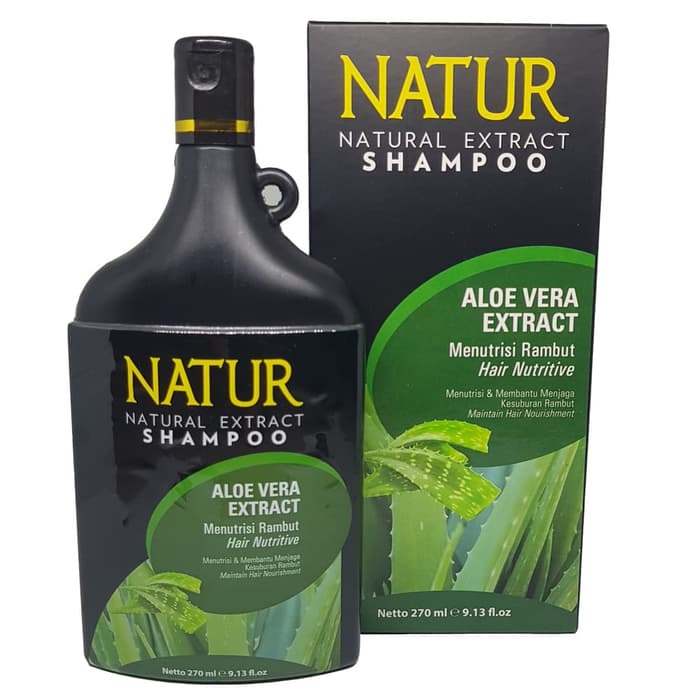 NATUR
NATURAL EXTRACT
SHAMPOO
ALOE VERA
EXTRACT
Menutrisi Rambut
Hair Nutritive
Menutrisi & Membantu Menjaga
Kesuburan Rambut
Maintain Hair Nourishment
Netto 270 ml ℮ 9.13 fl.oz
NATUR
NATURAL EXTRACT
SHAMPOO
ALOE VERA
EXTRACT
Menutrisi Rambut
Hair Nutritive
Menutrisi & Membantu Menjaga
Kesuburan Rambut
Maintain Hair Nourishment
Netto 270 ml ℮ 9.13 fl.oz